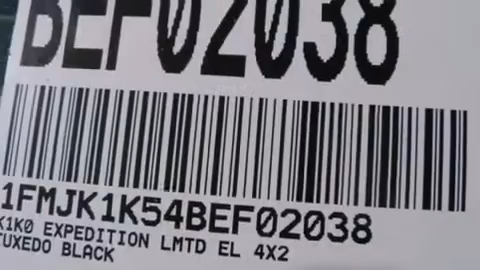 BEF02038
1FMJK1K54BEF02038
K1K0 EXPEDITION LMTD EL 4X2
TUXEDO BLACK